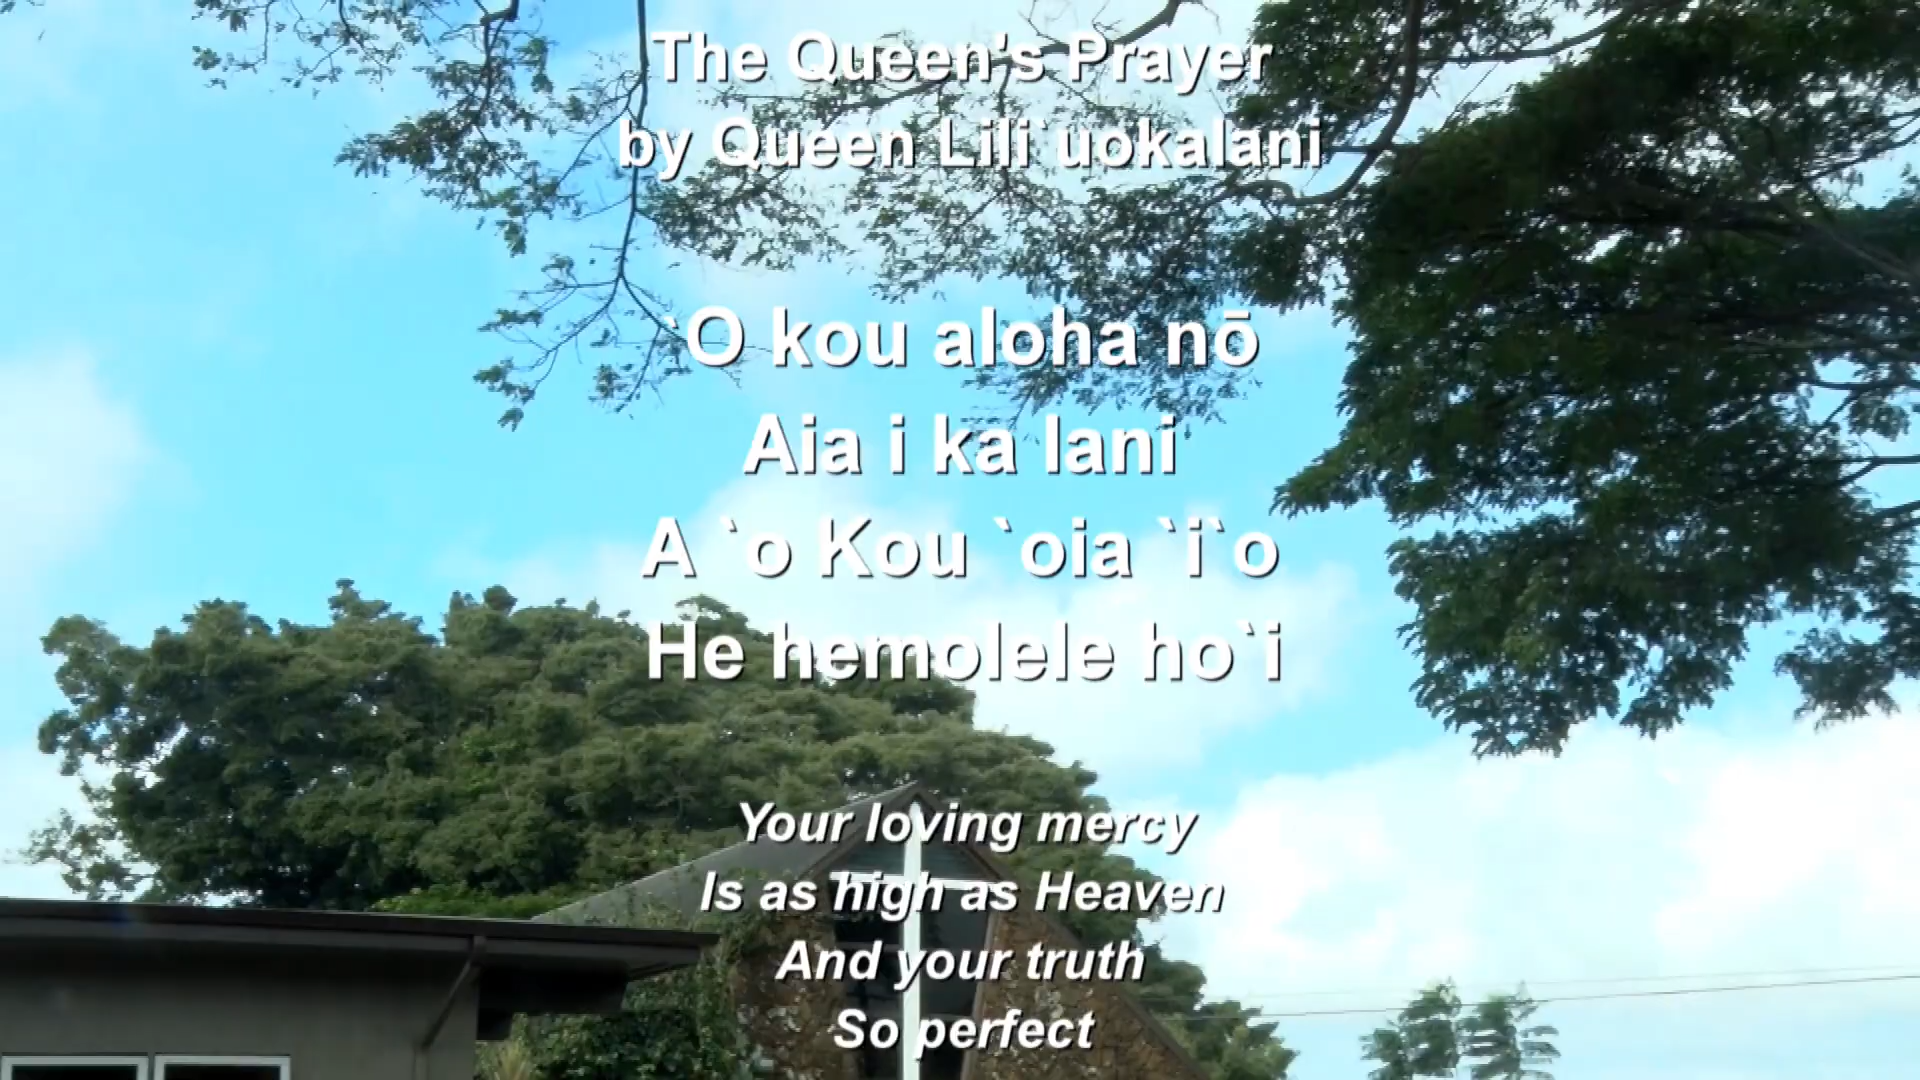 The Queen's Prayer
by Queen Lili`uokalani
`O kou aloha nō
Aia i ka lani
A `o Kou `oia `i`o
He hemolele ho`i
Your loving mercy
Is as high as Heaven
And your truth
So perfect